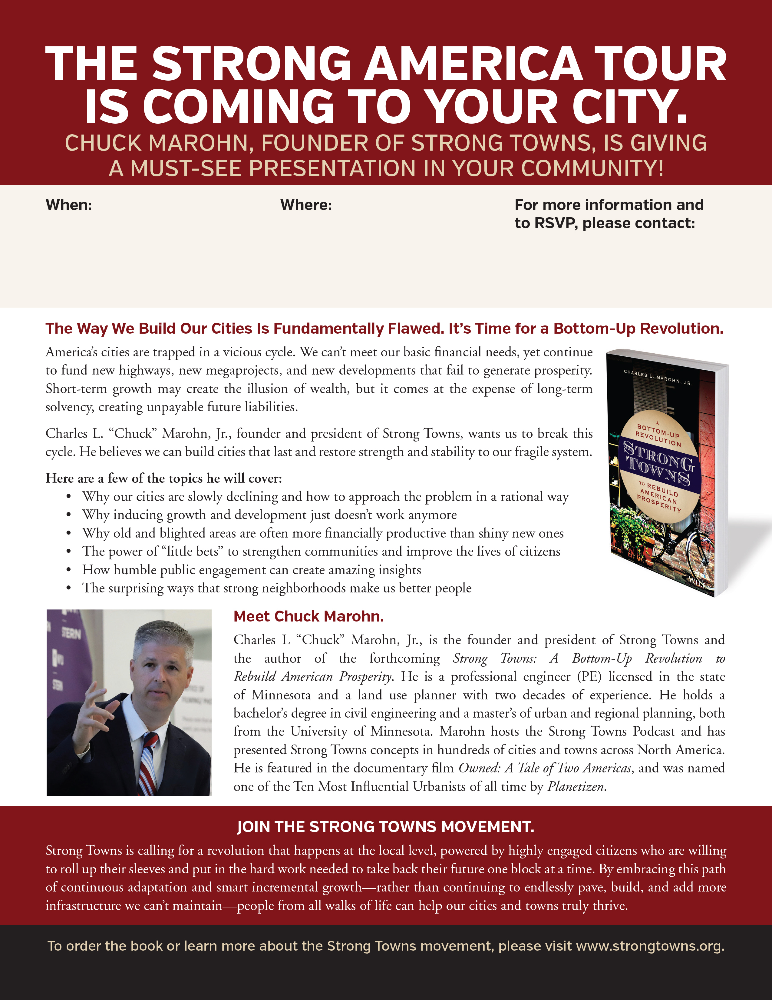 THE STRONG AMERICA TOUR
IS COMING TO YOUR CITY.
CHUCK MAROHN, FOUNDER OF STRONG TOWNS, IS GIVING
A MUST-SEE PRESENTATION IN YOUR COMMUNITY!
When:
Where:
For more information and
to RSVP, please contact:
The Way We Build Our Cities Is Fundamentally Flawed. It’s Time for a Bottom-Up Revolution.
America’s cities are trapped in a vicious cycle. We can’t meet our basic financial needs, yet continue
to fund new highways, new megaprojects, and new developments that fail to generate prosperity.
Short-term growth may create the illusion of wealth, but it comes at the expense of long-term
solvency, creating unpayable future liabilities.
Charles L. “Chuck” Marohn, Jr., founder and president of Strong Towns, wants us to break this
cycle. He believes we can build cities that last and restore strength and stability to our fragile system.
Here are a few of the topics he will cover:
• Why our cities are slowly declining and how to approach the problem in a rational way
• Why inducing growth and development just doesn’t work anymore
• Why old and blighted areas are often more financially productive than shiny new ones
• The power of “little bets” to strengthen communities and improve the lives of citizens
• How humble public engagement can create amazing insights
• The surprising ways that strong neighborhoods make us better people
CHARLES L. MAROHN, JR.
A
BOTTOM-UP
REVOLUTION
STRONG
TOWNS
TO REBUILD
AMERICAN
PROSPERITY
WILEY
STERN
STERN
Meet Chuck Marohn.
Charles L “Chuck” Marohn, Jr., is the founder and president of Strong Towns and
the author of the forthcoming Strong Towns: A Bottom-Up Revolution to
Rebuild American Prosperity. He is a professional engineer (PE) licensed in the state
of Minnesota and a land use planner with two decades of experience. He holds a
bachelor’s degree in civil engineering and a master’s of urban and regional planning, both
from the University of Minnesota. Marohn hosts the Strong Towns Podcast and has
presented Strong Towns concepts in hundreds of cities and towns across North America.
He is featured in the documentary film Owned: A Tale of Two Americas, and was named
one of the Ten Most Influential Urbanists of all time by Planetizen.
JOIN THE STRONG TOWNS MOVEMENT.
Strong Towns is calling for a revolution that happens at the local level, powered by highly engaged citizens who are willing
to roll up their sleeves and put in the hard work needed to take back their future one block at a time. By embracing this path
of continuous adaptation and smart incremental growth—rather than continuing to endlessly pave, build, and add more
infrastructure we can’t maintain—people from all walks of life can help our cities and towns truly thrive.
To order the book or learn more about the Strong Towns movement, please visit www.strongtowns.org.